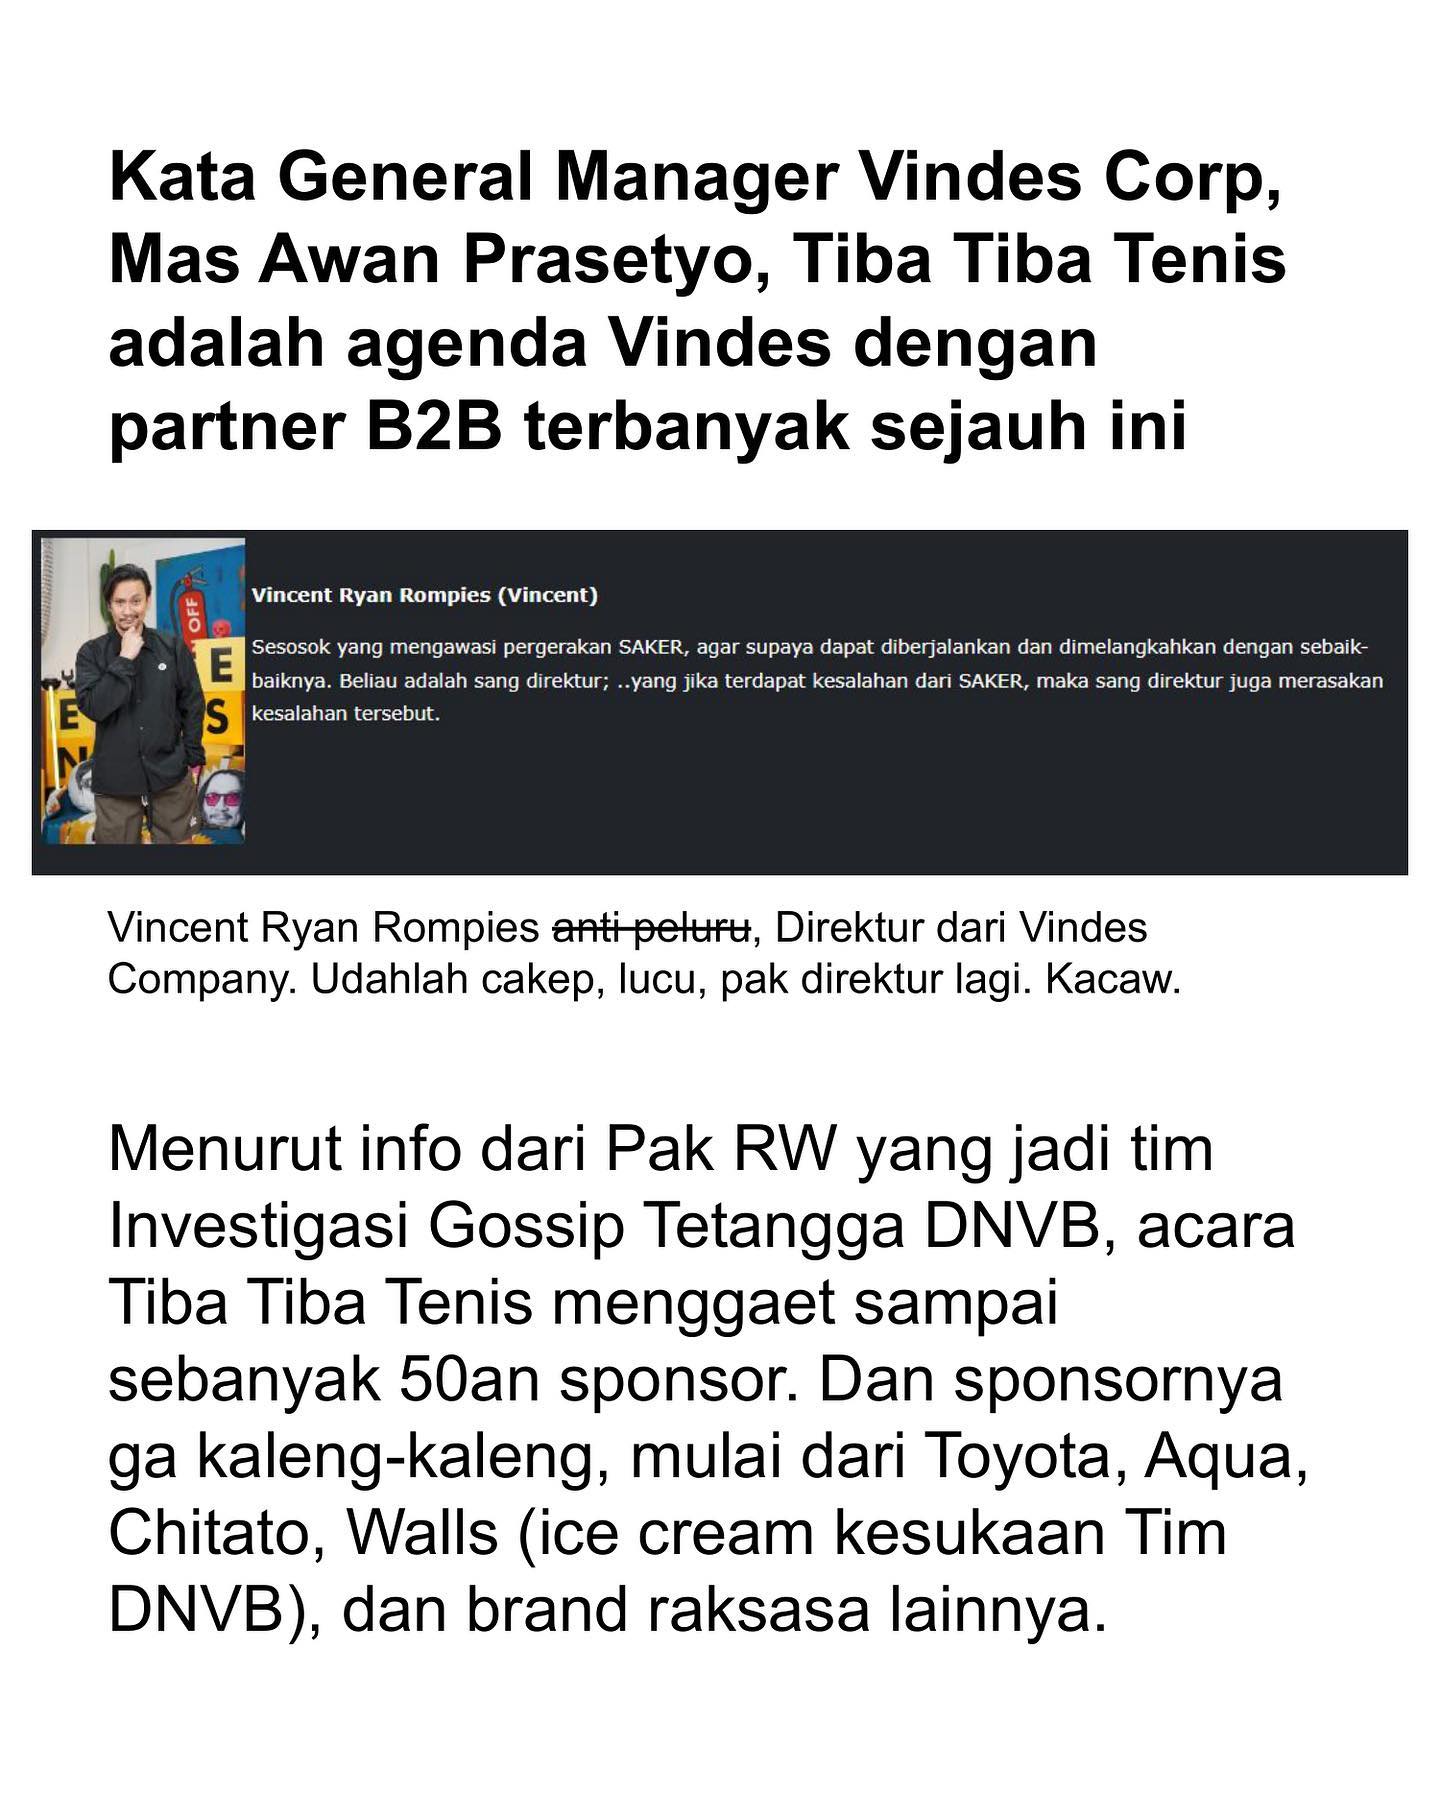 Kata General Manager Vindes Corp,
Mas Awan Prasetyo, Tiba Tiba Tenis
adalah agenda Vindes dengan
partner B2B terbanyak sejauh ini
OFF
E
E
S
N
Vincent Ryan Rompies (Vincent)
Sesosok yang mengawasi pergerakan SAKER, agar supaya dapat diberjalankan dan dimelangkahkan dengan sebaik-
baiknya. Beliau adalah sang direktur; ..yang jika terdapat kesalahan dari SAKER, maka sang direktur juga merasakan
kesalahan tersebut.
Vincent Ryan Rompies anti peluru, Direktur dari Vindes
Company. Udahlah cakep, lucu, pak direktur lagi. Kacaw.
Menurut info dari Pak RW yang jadi tim
Investigasi Gossip Tetangga DNVB, acara
Tiba Tiba Tenis menggaet sampai
sebanyak 50an sponsor. Dan sponsornya
ga kaleng-kaleng, mulai dari Toyota, Aqua,
Chitato, Walls (ice cream kesukaan Tim
DNVB), dan brand raksasa lainnya.